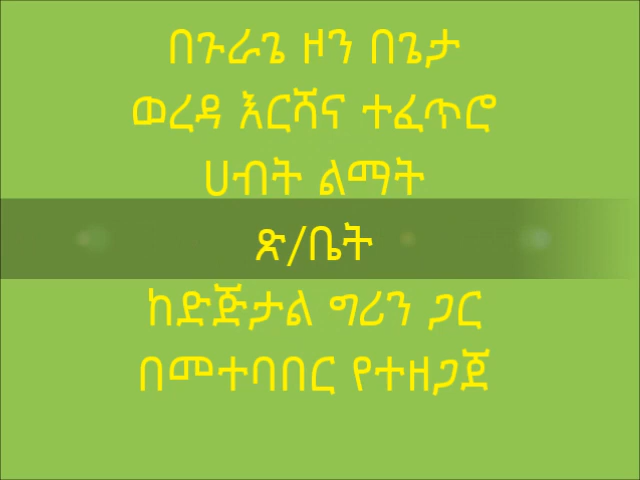 በጉራጌ ዞን በጌታ
ወረዳ እርሻና ተፈጥሮ
ሀብት ልማት
ጽ/ቤት
ከድጅታል ግሪን ጋር
በመተባበር የተዘጋጀ